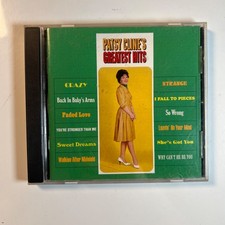 PATSY CLINE'S
GREATEST HITS
CRAZY
Back In Baby's Arms
Faded Love
YOU'RE STRONGER THAN ME
Sweet Dreams
Walkin After Midnight
STRANGE
I FALL TO PIECES
So Wrong
Leavin' On Your Mind
She's Got You
WHY CAN'T HE BE YOU